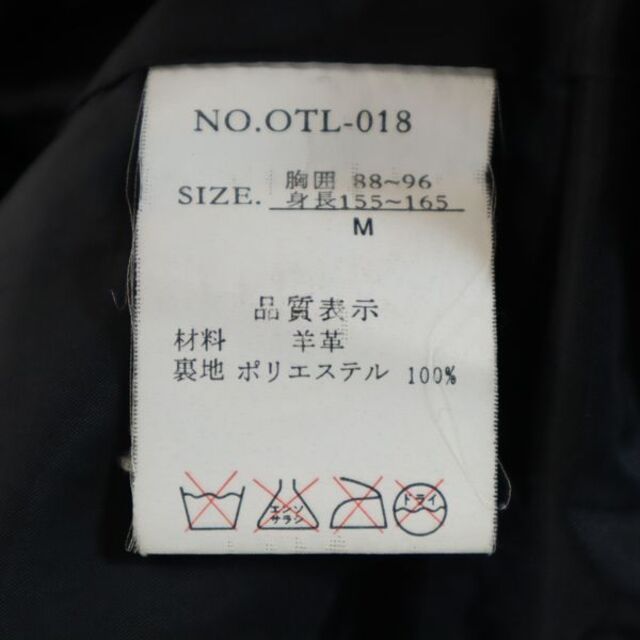 NO.OTL-018
胸囲 88~96
SIZE. 身長155~165
M
品質表示
材料 羊革
裏地 ポリエステル 100%
エンソ ドライ
サラシ